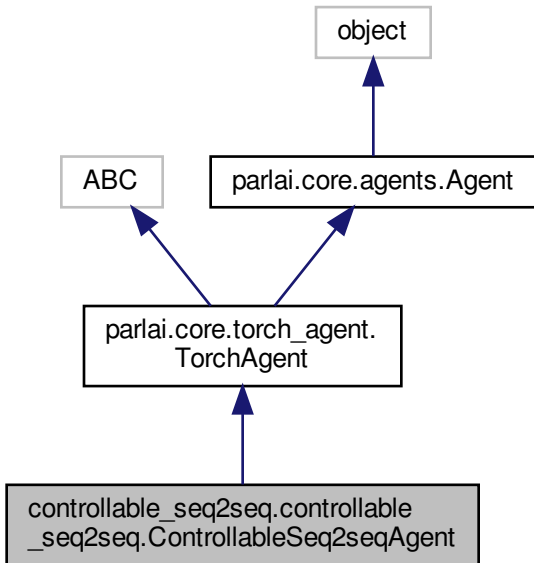 object
ABC
parlai.core.agents.Agent
parlai.core.torch_agent.
TorchAgent
controllable_seq2seq.controllable
_seq2seq.ControllableSeq2seqAgent